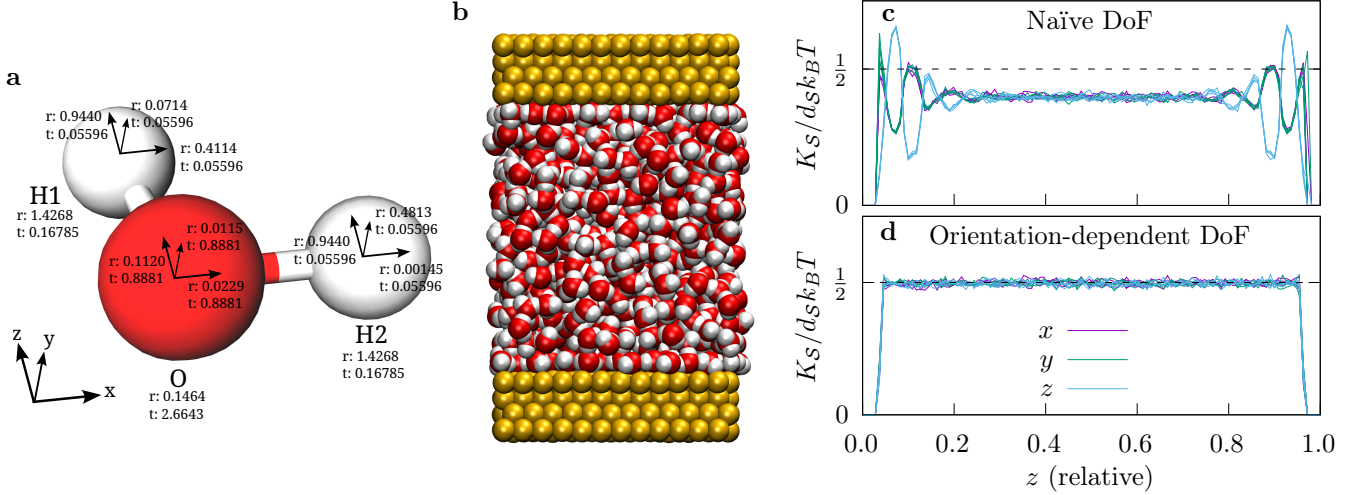 a
r: 0.9440
t: 0.05596
r: 0.0714
t: 0.05596
r: 0.4114
t: 0.05596
H1
r: 1.4268
t: 0.16785
r: 0.0115
t: 0.8881
r: 0.1120
t: 0.8881
r: 0.0229
t: 0.8881
r: 0.9440
t: 0.05596
r: 0.4813
t: 0.05596
r: 0.00145
t: 0.05596
H2
r: 1.4268
t: 0.16785
O
r: 0.1464
t: 2.6643
z
y
x
b
c
Naïve DoF
K_S/d_S k_B T
1/2
0
d
Orientation-dependent DoF
K_S/d_S k_B T
1/2
0
x
y
z
0.0 0.2 0.4 0.6 0.8 1.0
z (relative)